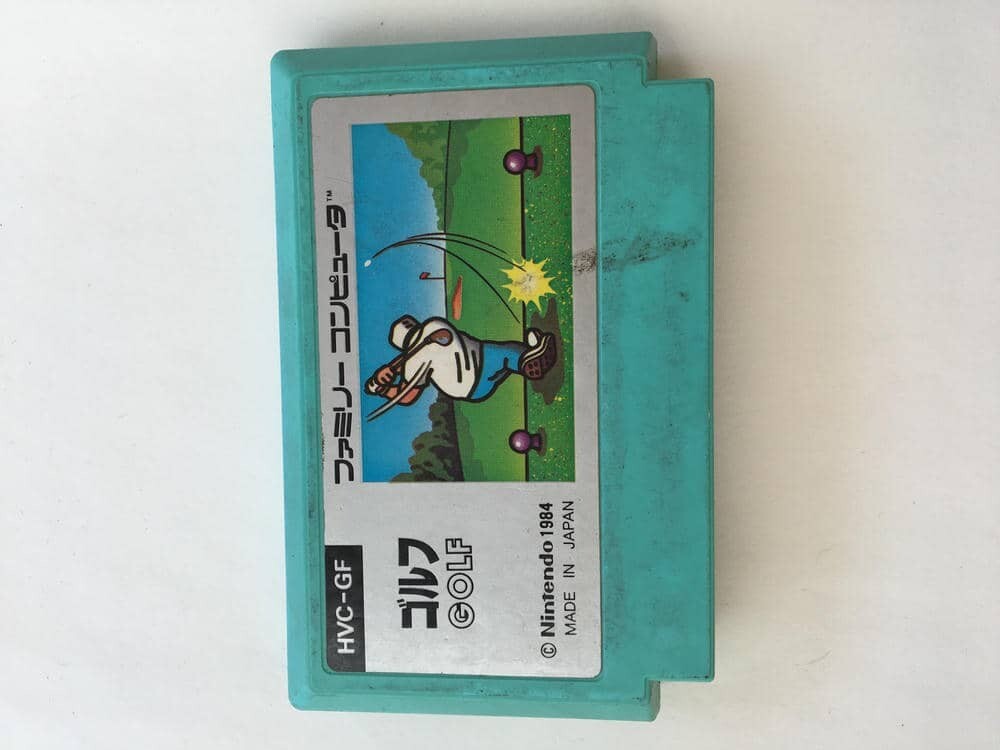 HVC-GF
ファミリー コンピュータ™
ゴルフ
GOLF
© Nintendo 1984
MADE IN JAPAN